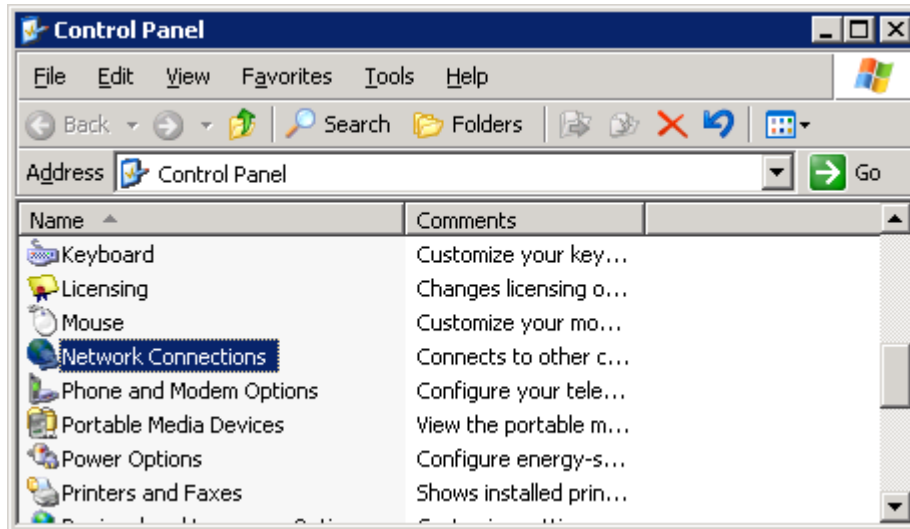 Control Panel
File Edit View Favorites Tools Help
Back Search Folders
Address Control Panel Go
Name Comments
Keyboard Customize your key...
Licensing Changes licensing o...
Mouse Customize your mo...
Network Connections Connects to other c...
Phone and Modem Options Configure your tele...
Portable Media Devices View the portable m...
Power Options Configure energy-s...
Printers and Faxes Shows installed prin...